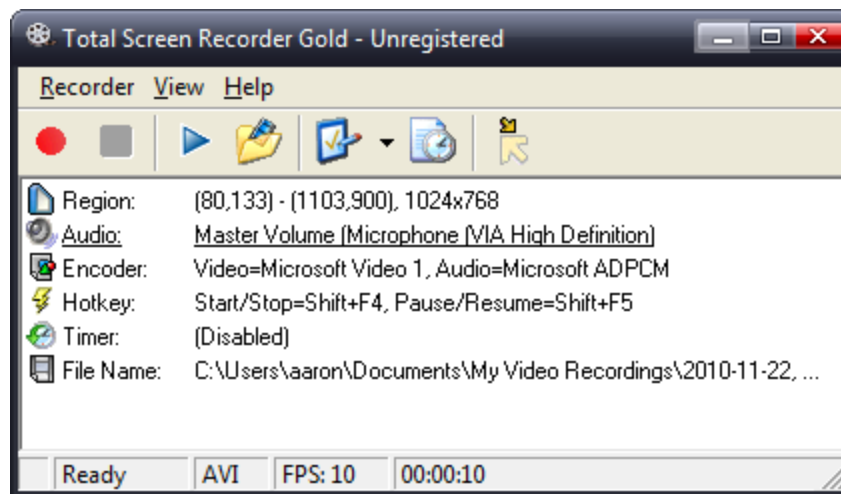 Total Screen Recorder Gold - Unregistered
Recorder View Help
Region: (80,133) - (1103,900), 1024x768
Audio: Master Volume (Microphone (VIA High Definition)
Encoder: Video=Microsoft Video 1, Audio=Microsoft ADPCM
Hotkey: Start/Stop=Shift+F4, Pause/Resume=Shift+F5
Timer: (Disabled)
File Name: C:\Users\aaron\Documents\My Video Recordings\2010-11-22, ...
Ready AVI FPS: 10 00:00:10